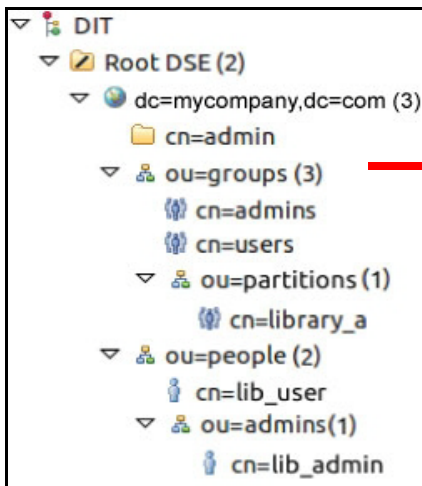 DIT
Root DSE (2)
dc=mycompany,dc=com (3)
cn=admin
ou=groups (3)
cn=admins
cn=users
ou=partitions (1)
cn=library_a
ou=people (2)
cn=lib_user
ou=admins(1)
cn=lib_admin